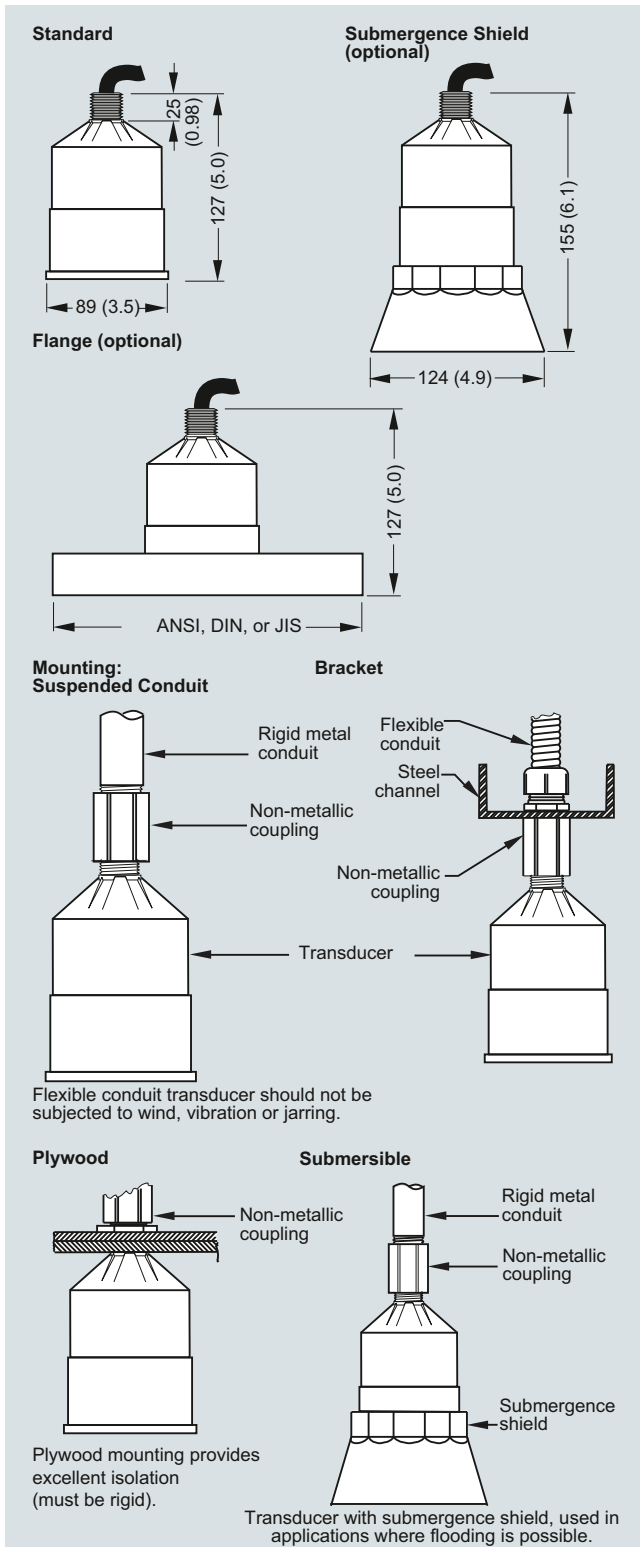 Standard
25
(0.98)
127 (5.0)
89 (3.5)
Submergence Shield
(optional)
155 (6.1)
124 (4.9)
Flange (optional)
127 (5.0)
ANSI, DIN, or JIS
Mounting:
Suspended Conduit
Rigid metal
conduit
Non-metallic
coupling
Bracket
Flexible
conduit
Steel
channel
Non-metallic
coupling
Transducer
Flexible conduit transducer should not be
subjected to wind, vibration or jarring.
Plywood
Non-metallic
coupling
Plywood mounting provides
excellent isolation
(must be rigid).
Submersible
Rigid metal
conduit
Non-metallic
coupling
Submergence
shield
Transducer with submergence shield, used in
applications where flooding is possible.